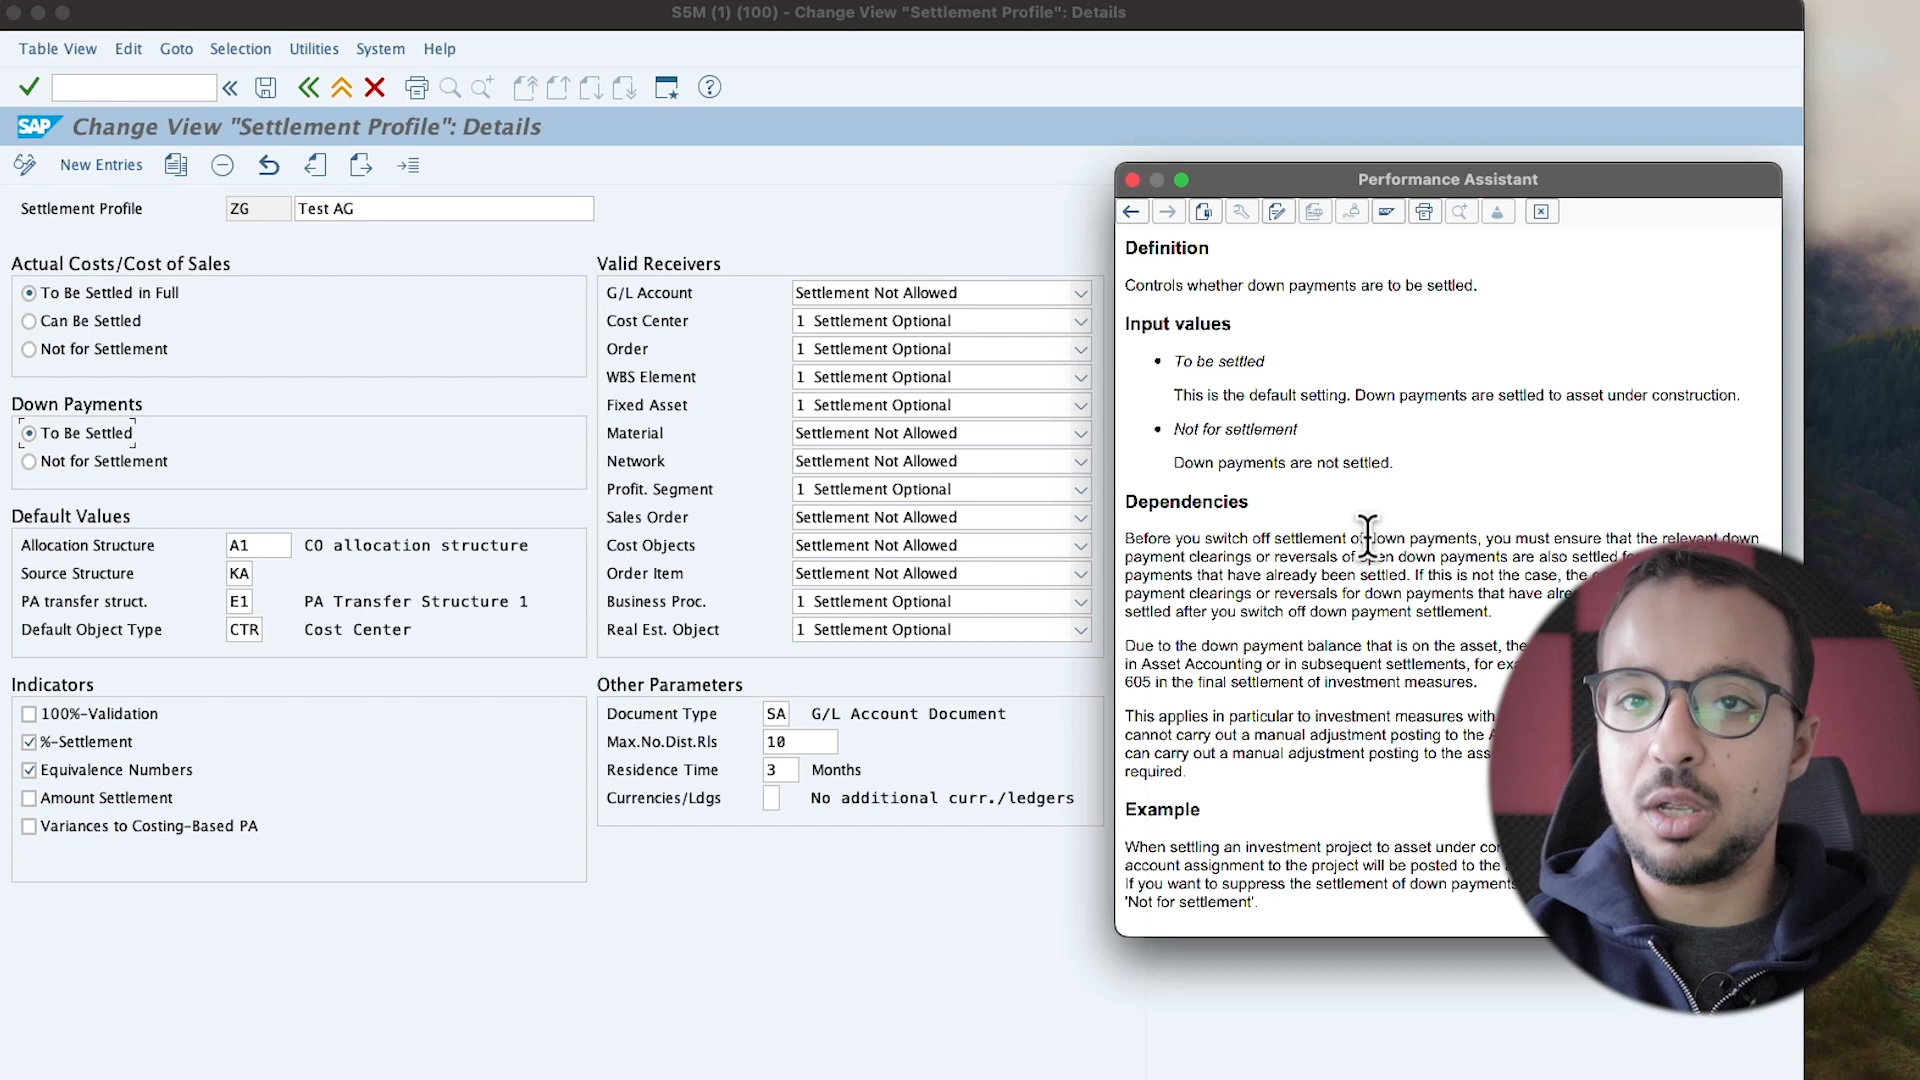 S5M (1) (100) - Change View "Settlement Profile": Details
Table View Edit Goto Selection Utilities System Help
SAP Change View "Settlement Profile": Details
New Entries
Settlement Profile ZG Test AG
Actual Costs/Cost of Sales
To Be Settled in Full
Can Be Settled
Not for Settlement
Down Payments
To Be Settled
Not for Settlement
Default Values
Allocation Structure A1 CO allocation structure
Source Structure KA
PA transfer struct. E1 PA Transfer Structure 1
Default Object Type CTR Cost Center
Indicators
100%-Validation
%-Settlement
Equivalence Numbers
Amount Settlement
Variances to Costing-Based PA
Valid Receivers
G/L Account Settlement Not Allowed
Cost Center 1 Settlement Optional
Order 1 Settlement Optional
WBS Element 1 Settlement Optional
Fixed Asset 1 Settlement Optional
Material Settlement Not Allowed
Network Settlement Not Allowed
Profit. Segment 1 Settlement Optional
Sales Order Settlement Not Allowed
Cost Objects Settlement Not Allowed
Order Item Settlement Not Allowed
Business Proc. 1 Settlement Optional
Real Est. Object 1 Settlement Optional
Other Parameters
Document Type SA G/L Account Document
Max.No.Dist.Rls 10
Residence Time 3 Months
Currencies/Ldgs No additional curr./ledgers
Performance Assistant
Definition
Controls whether down payments are to be settled.
Input values
• To be settled
This is the default setting. Down payments are settled to asset under construction.
• Not for settlement
Down payments are not settled.
Dependencies
Before you switch off settlement of down payments, you must ensure that the relevant down
payment clearings or reversals of open down payments are also settled
payments that have already been settled. If this is not the case, the
payment clearings or reversals for down payments that have
settled after you switch off down payment settlement.
Due to the down payment balance that is on the asset, the
in Asset Accounting or in subsequent settlements, for
605 in the final settlement of investment measures.
This applies in particular to investment measures with
cannot carry out a manual adjustment posting to the
can carry out a manual adjustment posting to the
required.
Example
When settling an investment project to asset under
account assignment to the project will be posted to the
If you want to suppress the settlement of down payments
'Not for settlement'.